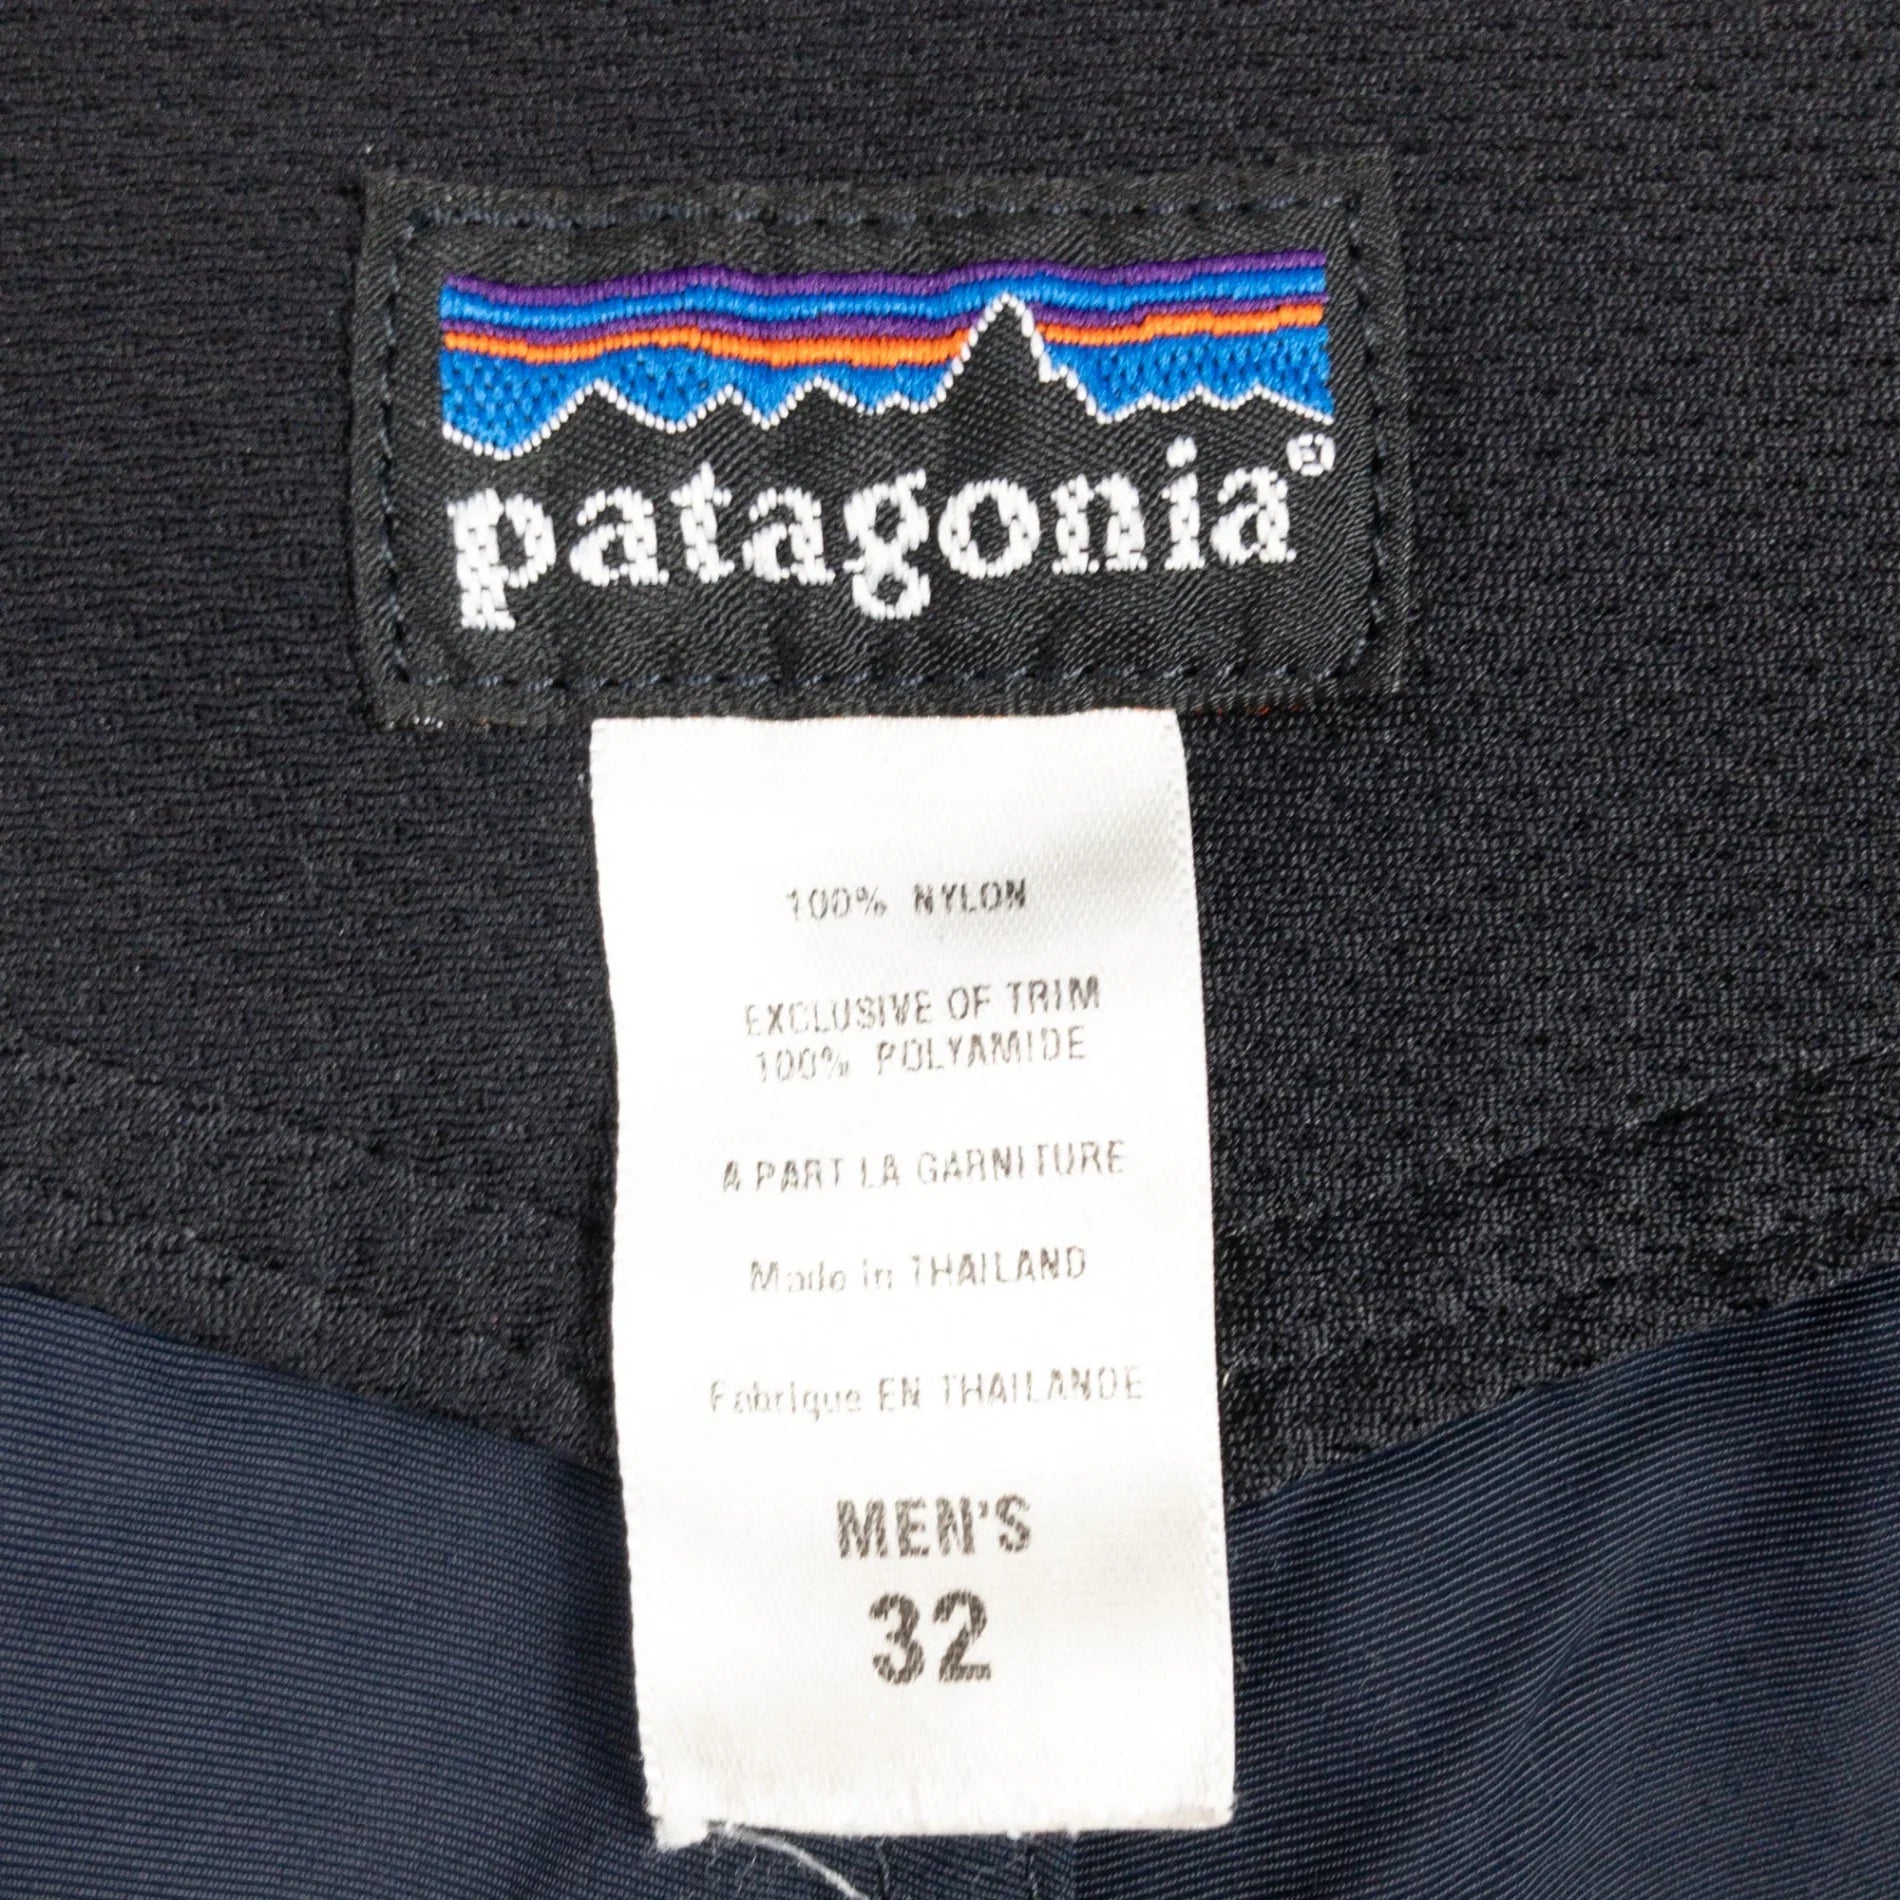 patagonia®
100% NYLON
EXCLUSIVE OF TRIM
100% POLYAMIDE
A PART LA GARNITURE
Made in THAILAND
Fabrique EN THAILANDE
MEN'S
32